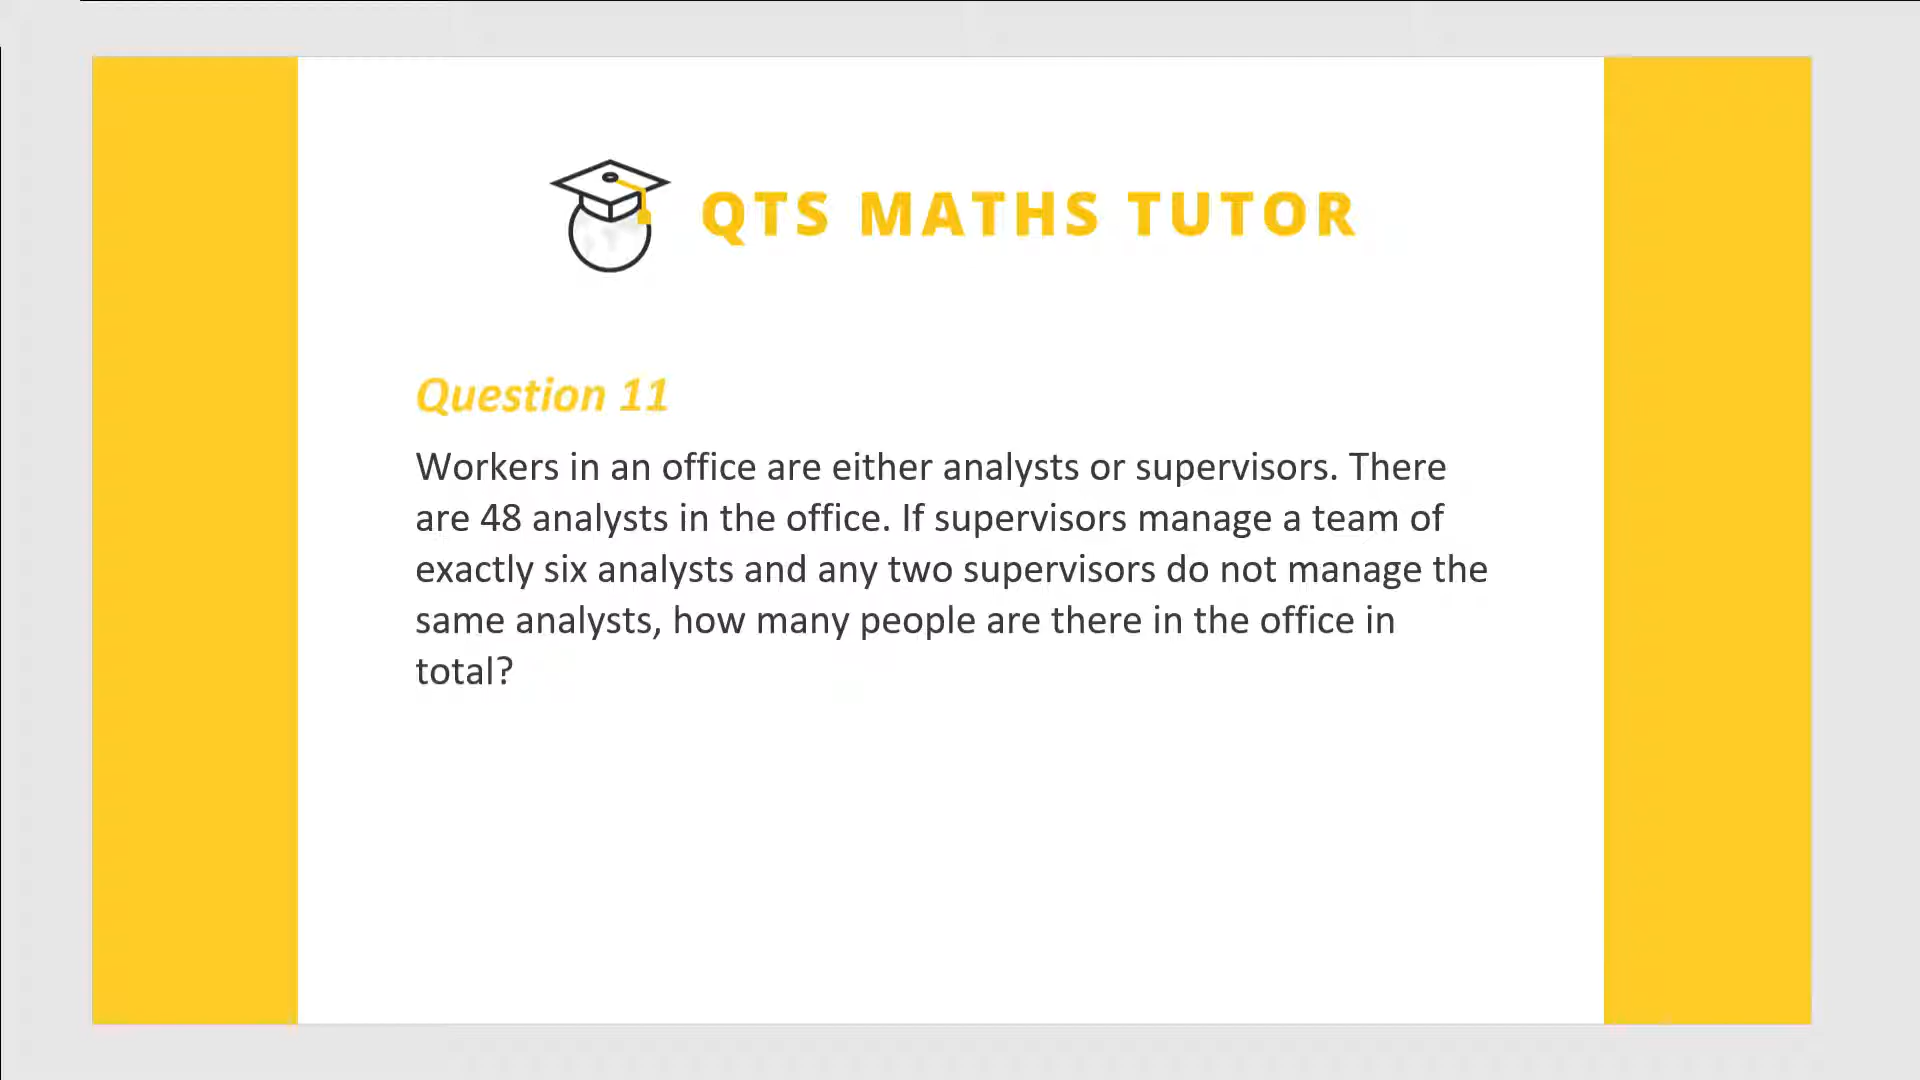 QTS MATHS TUTOR
Question 11
Workers in an office are either analysts or supervisors. There
are 48 analysts in the office. If supervisors manage a team of
exactly six analysts and any two supervisors do not manage the
same analysts, how many people are there in the office in
total?